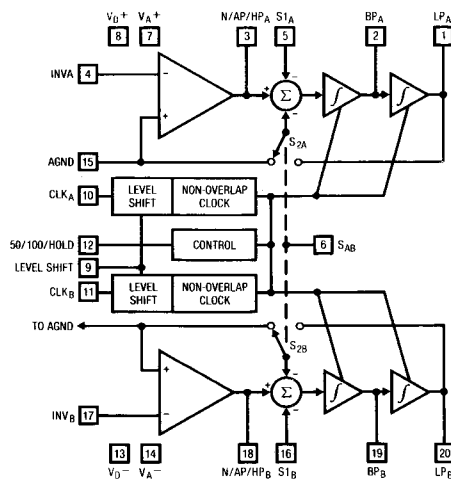 V_D+ V_A+ N/AP/HP_A S1_A BP_A LP_A
8 7 3 5 2 1
INVA 4 − + + Σ − − ∫ ∫
S_2A
AGND 15
CLK_A 10 LEVEL SHIFT NON-OVERLAP CLOCK
50/100/HOLD 12 CONTROL 6 S_AB
LEVEL SHIFT 9
CLK_B 11 LEVEL SHIFT NON-OVERLAP CLOCK
TO AGND
S_2B
+ − + Σ − − ∫ ∫
INV_B 17
13 14 18 16 19 20
V_D− V_A− N/AP/HP_B S1_B BP_B LP_B